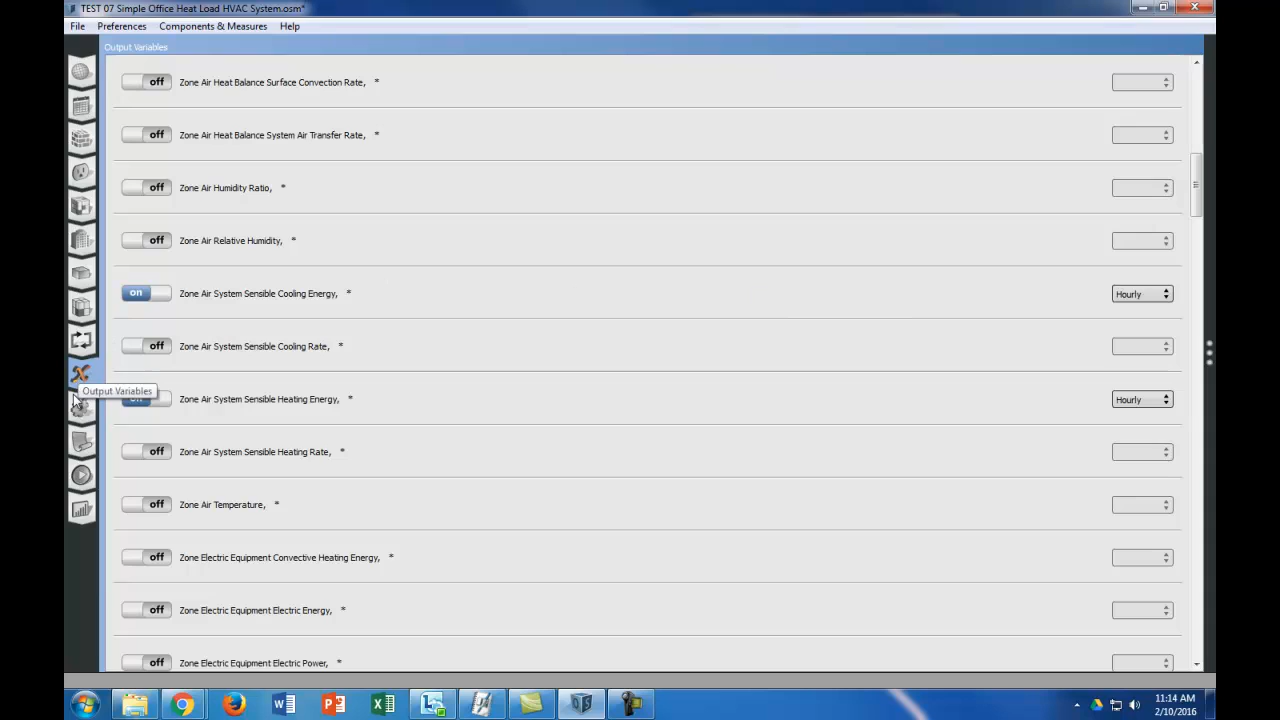 TEST 07 Simple Office Heat Load HVAC System.osm*
File Preferences Components & Measures Help
Output Variables
off Zone Air Heat Balance Surface Convection Rate, *
off Zone Air Heat Balance System Air Transfer Rate, *
off Zone Air Humidity Ratio, *
off Zone Air Relative Humidity, *
on Zone Air System Sensible Cooling Energy, * Hourly
off Zone Air System Sensible Cooling Rate, *
Output Variables
on Zone Air System Sensible Heating Energy, * Hourly
off Zone Air System Sensible Heating Rate, *
off Zone Air Temperature, *
off Zone Electric Equipment Convective Heating Energy, *
off Zone Electric Equipment Electric Energy, *
off Zone Electric Equipment Electric Power, *
11:14 AM
2/10/2016